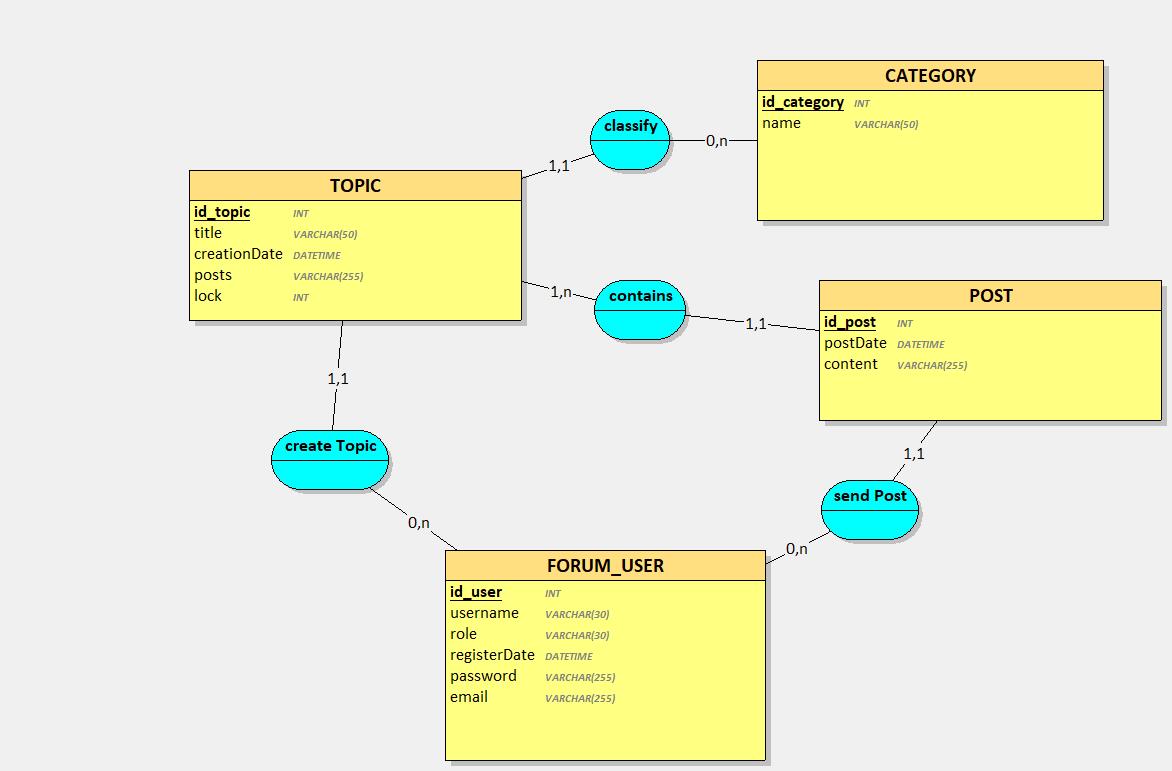 CATEGORY
id_category INT
name VARCHAR(50)
classify
0,n
1,1
TOPIC
id_topic INT
title VARCHAR(50)
creationDate DATETIME
posts VARCHAR(255)
lock INT
1,n
contains
1,1
POST
id_post INT
postDate DATETIME
content VARCHAR(255)
1,1
create Topic
0,n
1,1
send Post
0,n
FORUM_USER
id_user INT
username VARCHAR(30)
role VARCHAR(30)
registerDate DATETIME
password VARCHAR(255)
email VARCHAR(255)